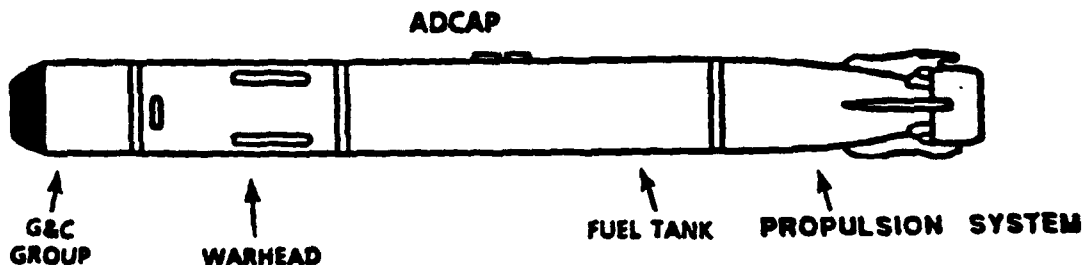 ADCAP
G&C
GROUP
WARHEAD
FUEL TANK
PROPULSION SYSTEM